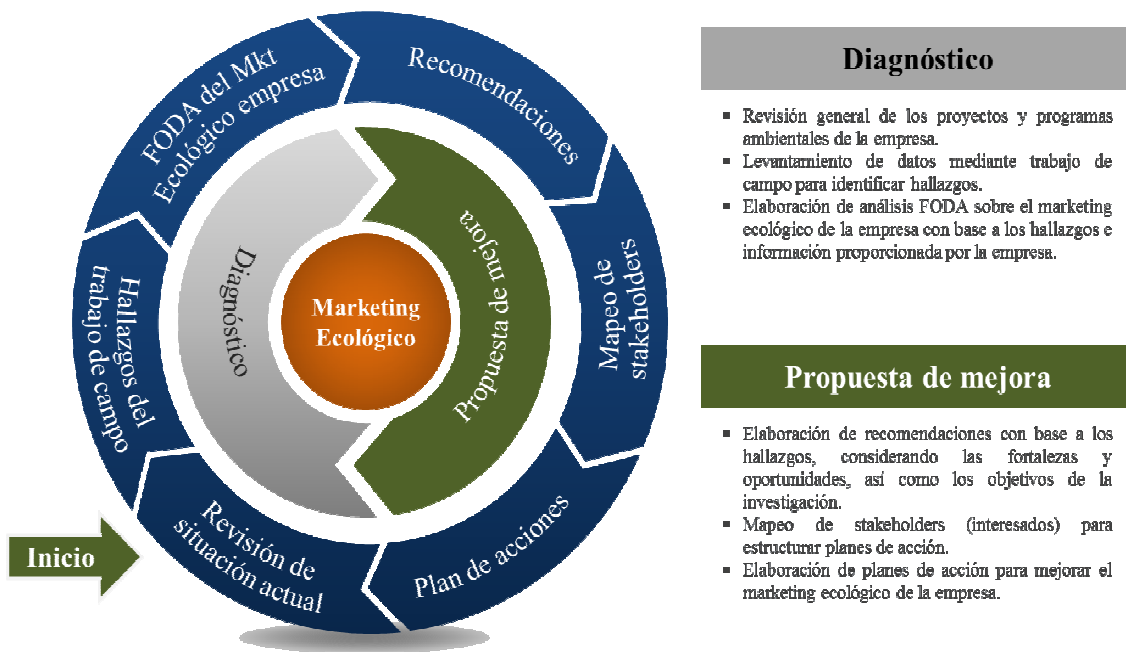 FODA del Mkt
Ecológico empresa
Recomendaciones
Mapeo de
stakeholders
Plan de acciones
Revisión de
situación actual
Hallazgos del
trabajo de campo
Diagnóstico
Propuesta de mejora
Marketing
Ecológico
Inicio
Diagnóstico
▪ Revisión general de los proyectos y programas
ambientales de la empresa.
▪ Levantamiento de datos mediante trabajo de
campo para identificar hallazgos.
▪ Elaboración de análisis FODA sobre el marketing
ecológico de la empresa con base a los hallazgos e
información proporcionada por la empresa.
Propuesta de mejora
▪ Elaboración de recomendaciones con base a los
hallazgos, considerando las fortalezas y
oportunidades, así como los objetivos de la
investigación.
▪ Mapeo de stakeholders (interesados) para
estructurar planes de acción.
▪ Elaboración de planes de acción para mejorar el
marketing ecológico de la empresa.